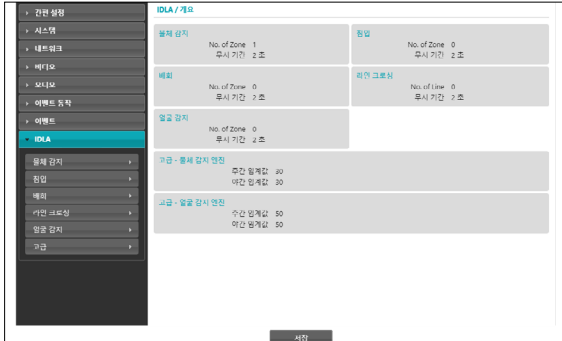 간편 설정
시스템
네트워크
비디오
오디오
이벤트 동작
이벤트
IDLA
물체 감지
침입
배회
라인 크로싱
얼굴 감지
고급
IDLA / 개요
물체 감지
No. of Zone 1
무시 기간 2 초
침입
No. of Zone 0
무시 기간 2 초
배회
No. of Zone 0
무시 기간 2 초
라인 크로싱
No. of Line 0
무시 기간 2 초
얼굴 감지
No. of Zone 0
무시 기간 2 초
고급 - 물체 감지 엔진
주간 임계값 30
야간 임계값 30
고급 - 얼굴 감지 엔진
주간 임계값 50
야간 임계값 50
저장